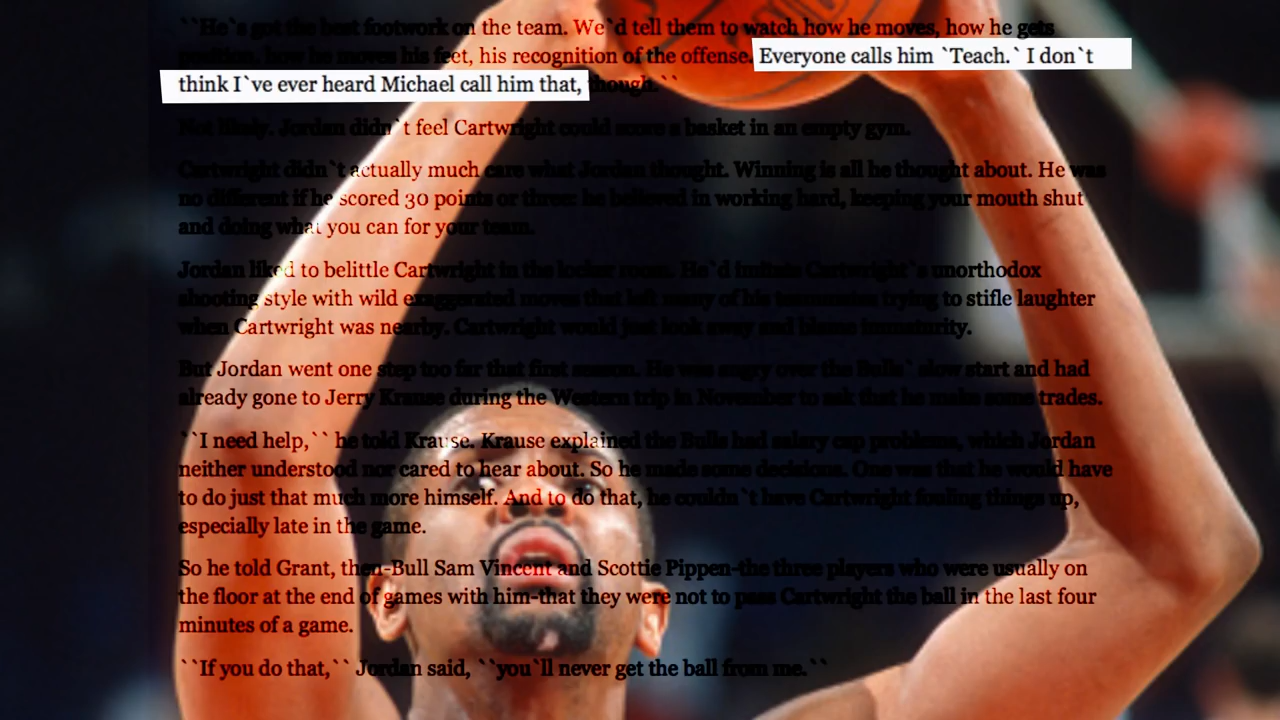 ``He`s got the best footwork on the team. We`d tell them to watch how he moves, how he gets
position, how he moves his feet, his recognition of the offense. Everyone calls him `Teach.` I don`t
think I`ve ever heard Michael call him that, though.``
Not likely. Jordan didn`t feel Cartwright could score a basket in an empty gym.
Cartwright didn`t actually much care what Jordan thought. Winning is all he thought about. He was
no different if he scored 30 points or three: he believed in working hard, keeping your mouth shut
and doing what you can for your team.
Jordan liked to belittle Cartwright in the locker room. He`d imitate Cartwright`s unorthodox
shooting style with wild exaggerated moves that left many of his teammates trying to stifle laughter
when Cartwright was nearby. Cartwright would just look away and blame immaturity.
But Jordan went one step too far that first season. He was angry over the Bulls` slow start and had
already gone to Jerry Krause during the Western trip in November to ask that he make some trades.
``I need help,`` he told Krause. Krause explained the Bulls had salary cap problems, which Jordan
neither understood nor cared to hear about. So he made some decisions. One was that he would have
to do just that much more himself. And to do that, he couldn`t have Cartwright fouling things up,
especially late in the game.
So he told Grant, then-Bull Sam Vincent and Scottie Pippen-the three players who were usually on
the floor at the end of games with him-that they were not to pass Cartwright the ball in the last four
minutes of a game.
``If you do that,`` Jordan said, ``you`ll never get the ball from me.``